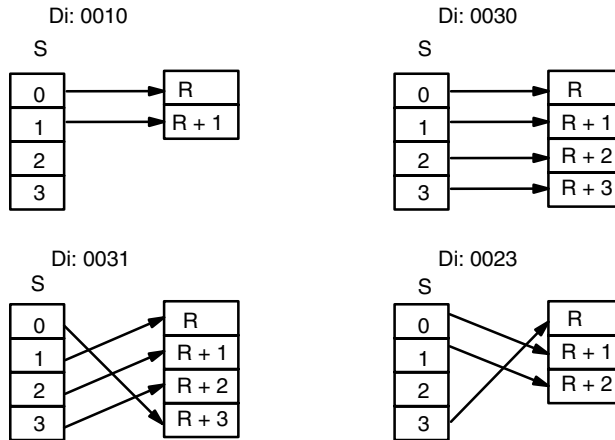 Di: 0010
S
0
1
2
3
R
R + 1
Di: 0030
S
0
1
2
3
R
R + 1
R + 2
R + 3
Di: 0031
S
0
1
2
3
R
R + 1
R + 2
R + 3
Di: 0023
S
0
1
2
3
R
R + 1
R + 2